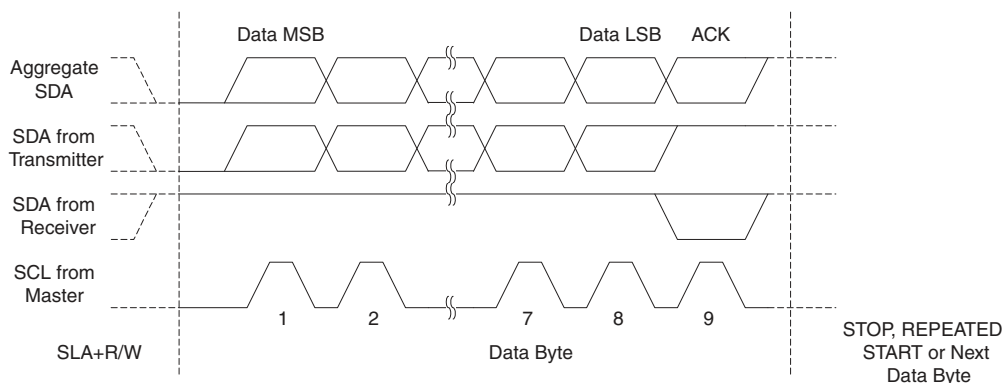 Data MSB
Data LSB
ACK
Aggregate
SDA
SDA from
Transmitter
SDA from
Receiver
SCL from
Master
1
2
7
8
9
SLA+R/W
Data Byte
STOP, REPEATED
START or Next
Data Byte